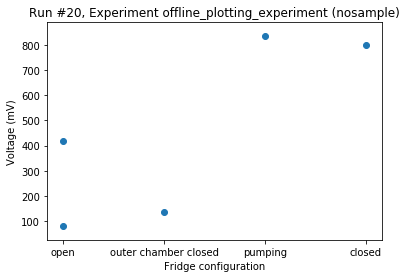 Run #20, Experiment offline_plotting_experiment (nosample)
800
700
600
500
400
300
200
100
Voltage (mV)
open outer chamber closed pumping closed
Fridge configuration